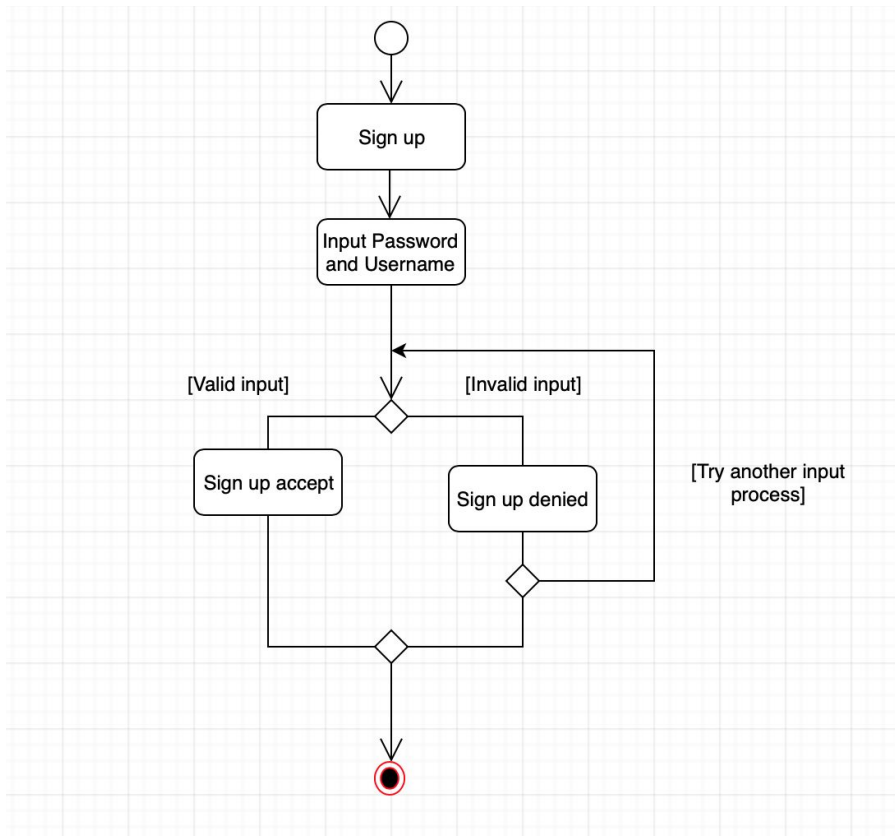 Sign up
Input Password
and Username
[Valid input]
[Invalid input]
Sign up accept
Sign up denied
[Try another input
process]